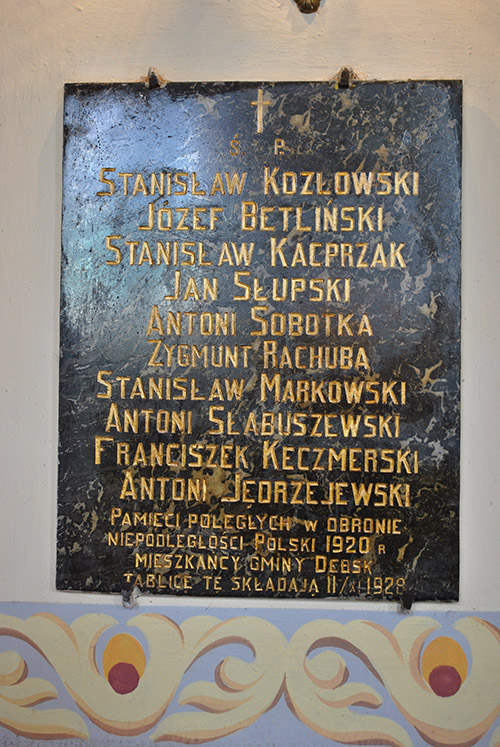 Ś P.
STANISŁAW KOZŁOWSKI
JÓZEF BETLIŃSKI
STANISŁAW KACPRZAK
JAN SŁUPSKI
ANTONI SOBOTKA
ZYGMUNT RACHUBA
STANISŁAW MARKOWSKI
ANTONI SŁABUSZEWSKI
FRANCISZEK KĘCZMERSKI
ANTONI JĘDRZEJEWSKI
PAMIĘCI POLEGŁYCH W OBRONIE
NIEPODLEGŁOŚCI POLSKI 1920 R
MIESZKAŃCY GMINY DĘBSK
TABLICĘ TĘ SKŁADAJĄ 11/XI 1928